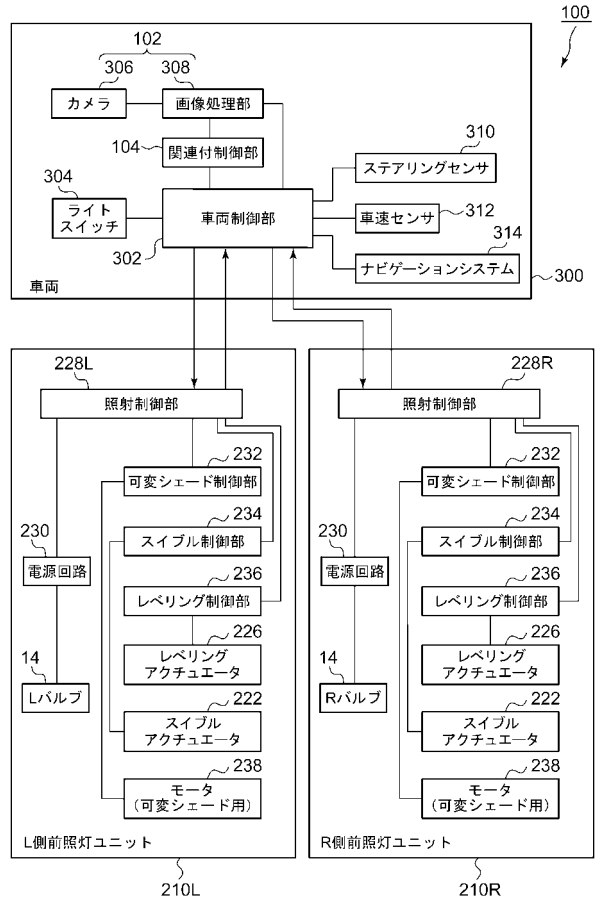 100
102
306
308
カメラ
画像処理部
104
関連付制御部
310
ステアリングセンサ
304
ライト
スイッチ
車両制御部
302
車速センサ
312
314
ナビゲーションシステム
300
車両
228L
照射制御部
232
可変シェード制御部
234
スイブル制御部
230
電源回路
236
レベリング制御部
226
レベリング
アクチュエータ
14
Lバルブ
222
スイブル
アクチュエータ
238
モータ
(可変シェード用)
L側前照灯ユニット
210L
228R
照射制御部
232
可変シェード制御部
234
スイブル制御部
230
電源回路
236
レベリング制御部
226
レベリング
アクチュエータ
14
Rバルブ
222
スイブル
アクチュエータ
238
モータ
(可変シェード用)
R側前照灯ユニット
210R